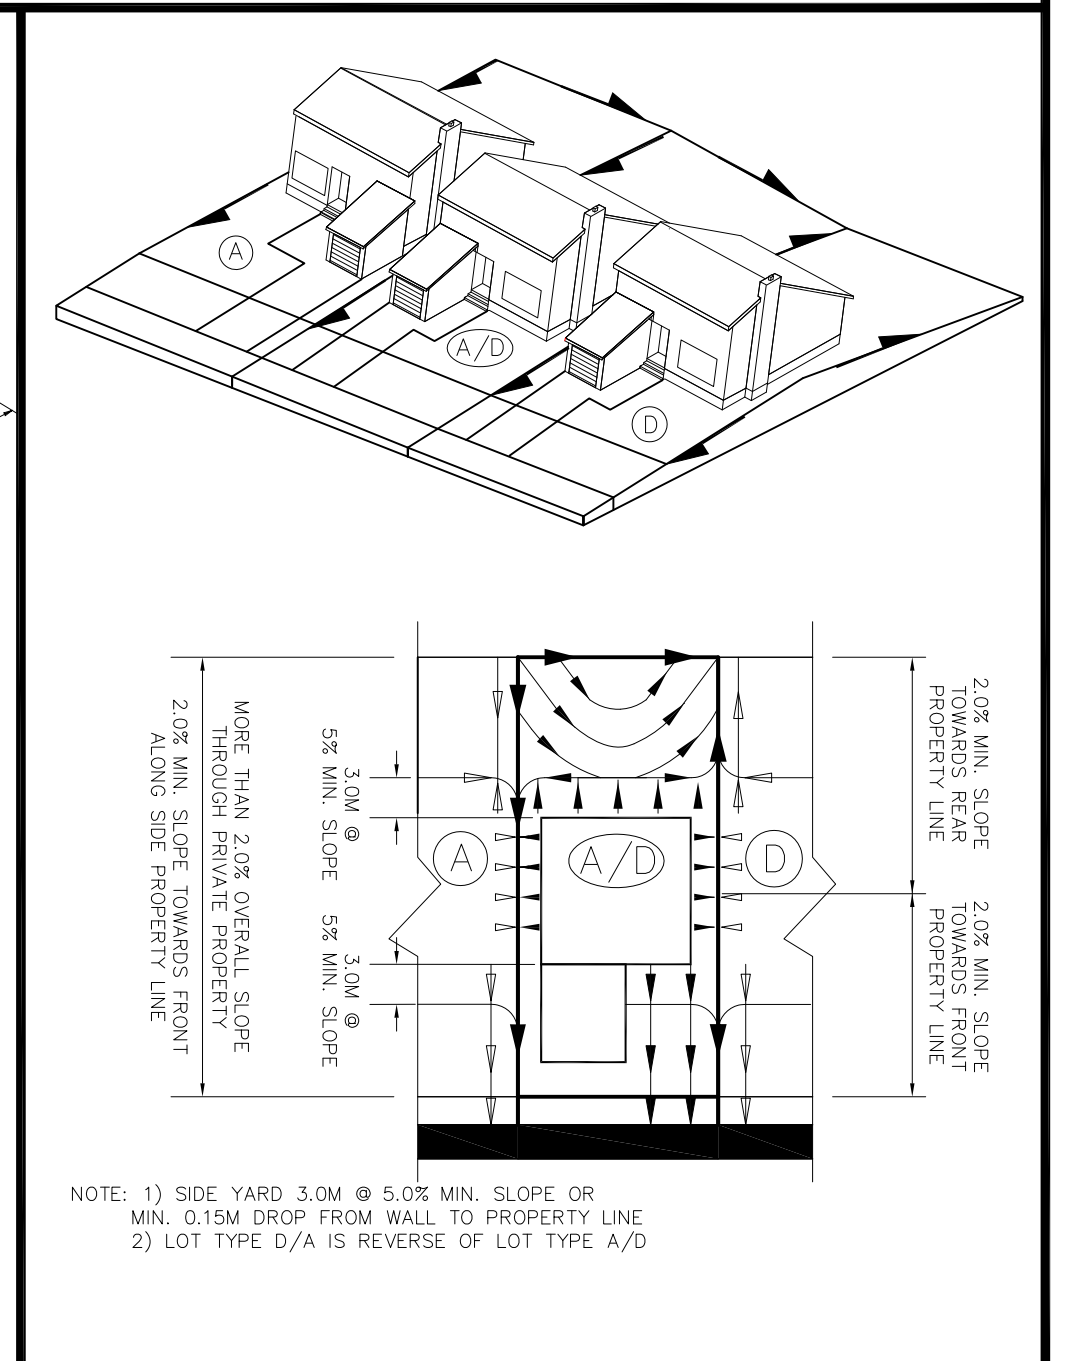 A
A/D
D
2.0% MIN. SLOPE TOWARDS FRONT
ALONG SIDE PROPERTY LINE
MORE THAN 2.0% OVERALL SLOPE
THROUGH PRIVATE PROPERTY
3.0M @
5% MIN. SLOPE
3.0M @
5% MIN. SLOPE
A
A/D
D
2.0% MIN. SLOPE
TOWARDS REAR
PROPERTY LINE
2.0% MIN. SLOPE
TOWARDS FRONT
PROPERTY LINE
NOTE: 1) SIDE YARD 3.0M @ 5.0% MIN. SLOPE OR
MIN. 0.15M DROP FROM WALL TO PROPERTY LINE
2) LOT TYPE D/A IS REVERSE OF LOT TYPE A/D